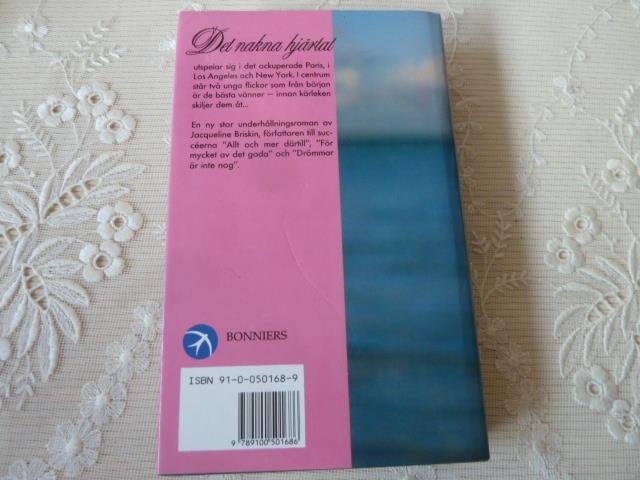 Det nakna hjärtat
utspelar sig i det ockuperade Paris, i
Los Angeles och New York. I centrum
står två unga flickor som från början
är de bästa vänner – innan kärleken
skiljer dem åt...
En ny stor underhållningsroman av
Jacqueline Briskin, författaren till suc-
céerna "Allt och mer därtill", "För
mycket av det goda" och "Drömmar
är inte nog".
BONNIERS
ISBN 91-0-050168-9
9 789100 501686